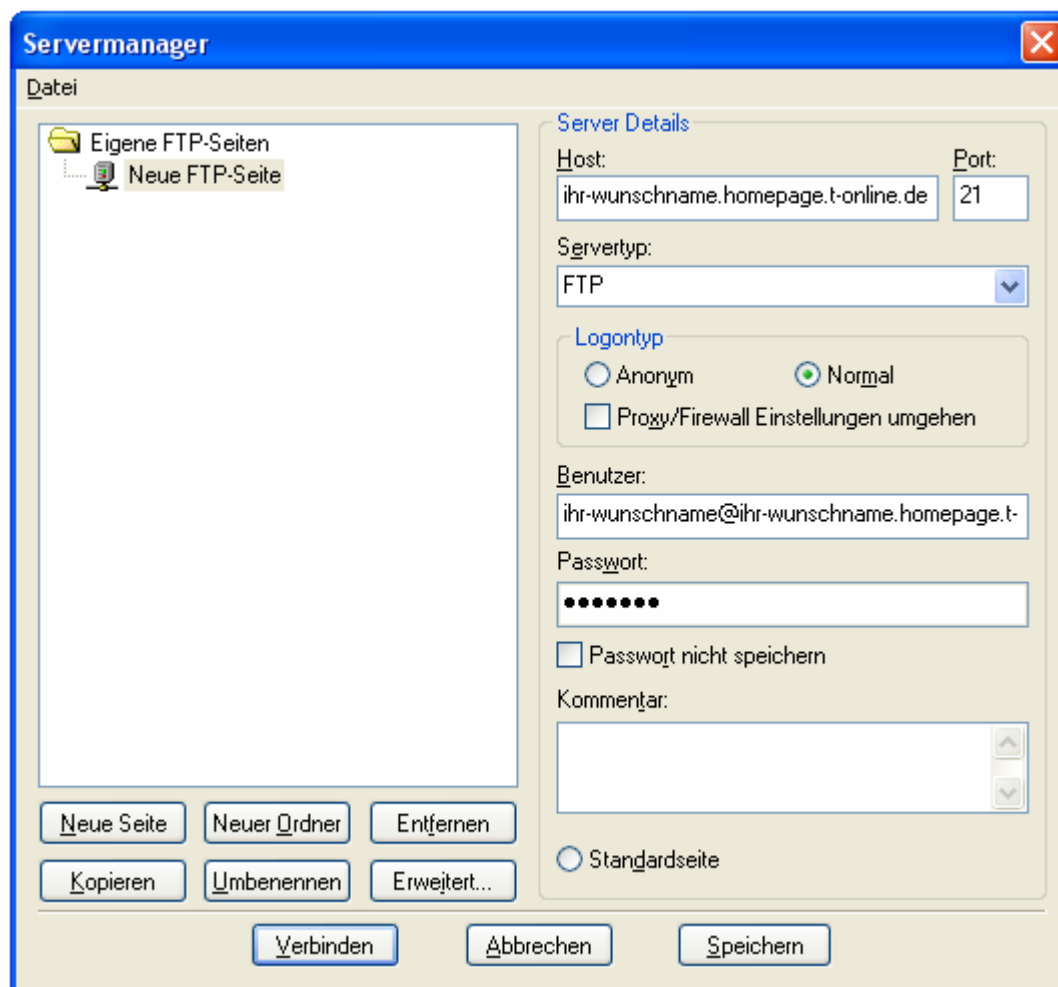 Servermanager
Datei
Eigene FTP-Seiten
Neue FTP-Seite
Neue Seite
Neuer Ordner
Entfernen
Kopieren
Umbenennen
Erweitert...
Server Details
Host:
Port:
ihr-wunschname.homepage.t-online.de
21
Servertyp:
FTP
Logontyp
Anonym
Normal
Proxy/Firewall Einstellungen umgehen
Benutzer:
ihr-wunschname@ihr-wunschname.homepage.t-
Passwort:
•••••••
Passwort nicht speichern
Kommentar:
Standardseite
Verbinden
Abbrechen
Speichern